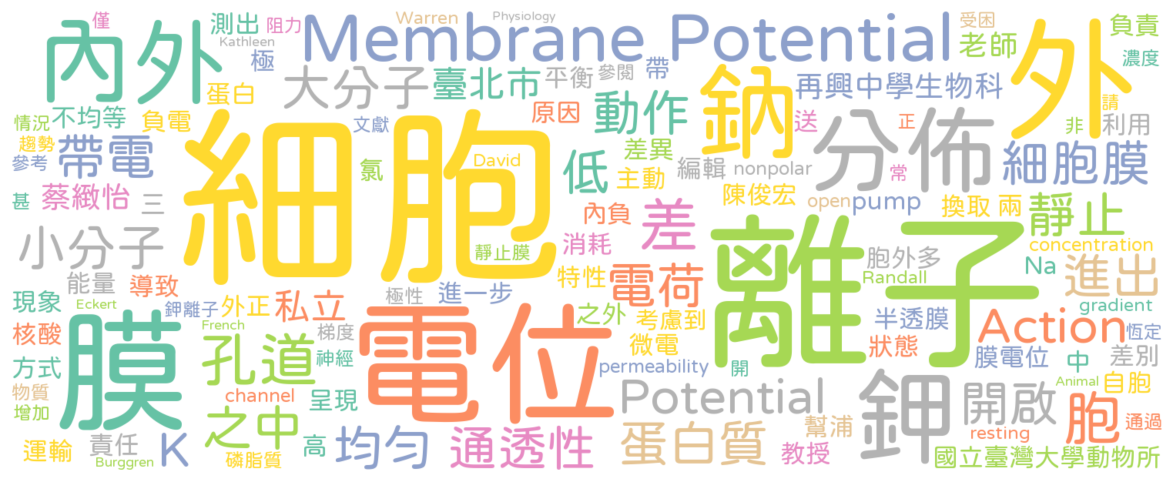 僅
測出
阻力
Warren
Physiology
Membrane Potential
受困
老師
負責
內外
Kathleen
極
大分子
臺北市
平衡
參閱
帶
鈉
再興中學生物科
外
濃度
蛋白
情況
不均等
負電
文獻
原因
動作
送
分佈
正
請
非
利用
趨勢
參考
帶電
細胞
David
氯
低
差異
主動
編輯
nonpolar
常
細胞膜
甚
蔡緻怡
三
陳俊宏
open
pump
換取
兩
靜止
小分子
內負
差
離子
消耗
靜止膜
胞外多
concentration
能量
導致
特性
電荷
Randall
Na
進出
現象
Eckert
鉀離子
外正
私立
極性
進一步
之外
考慮到
gradient
膜
核酸
French
梯度
電位
微電
半透膜
Action
恆定
方式
孔道
神經
permeability
開
狀態
膜電位
中
差別
物質
channel
呈現
Potential
鉀
開啟
Animal
自胞
增加
之中
胞
通過
運輸
責任
K
高
均勻
通透性
蛋白質
幫浦
resting
Burggren
磷脂質
教授
國立臺灣大學動物所